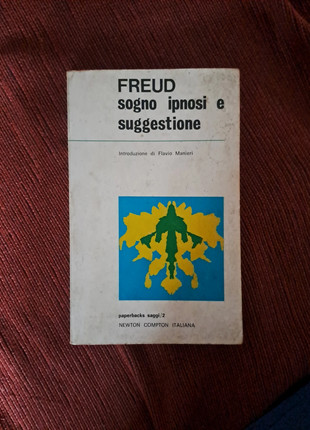 FREUD
sogno ipnosi e
suggestione
Introduzione di Flavio Manieri
paperbacks saggi/2
NEWTON COMPTON ITALIANA